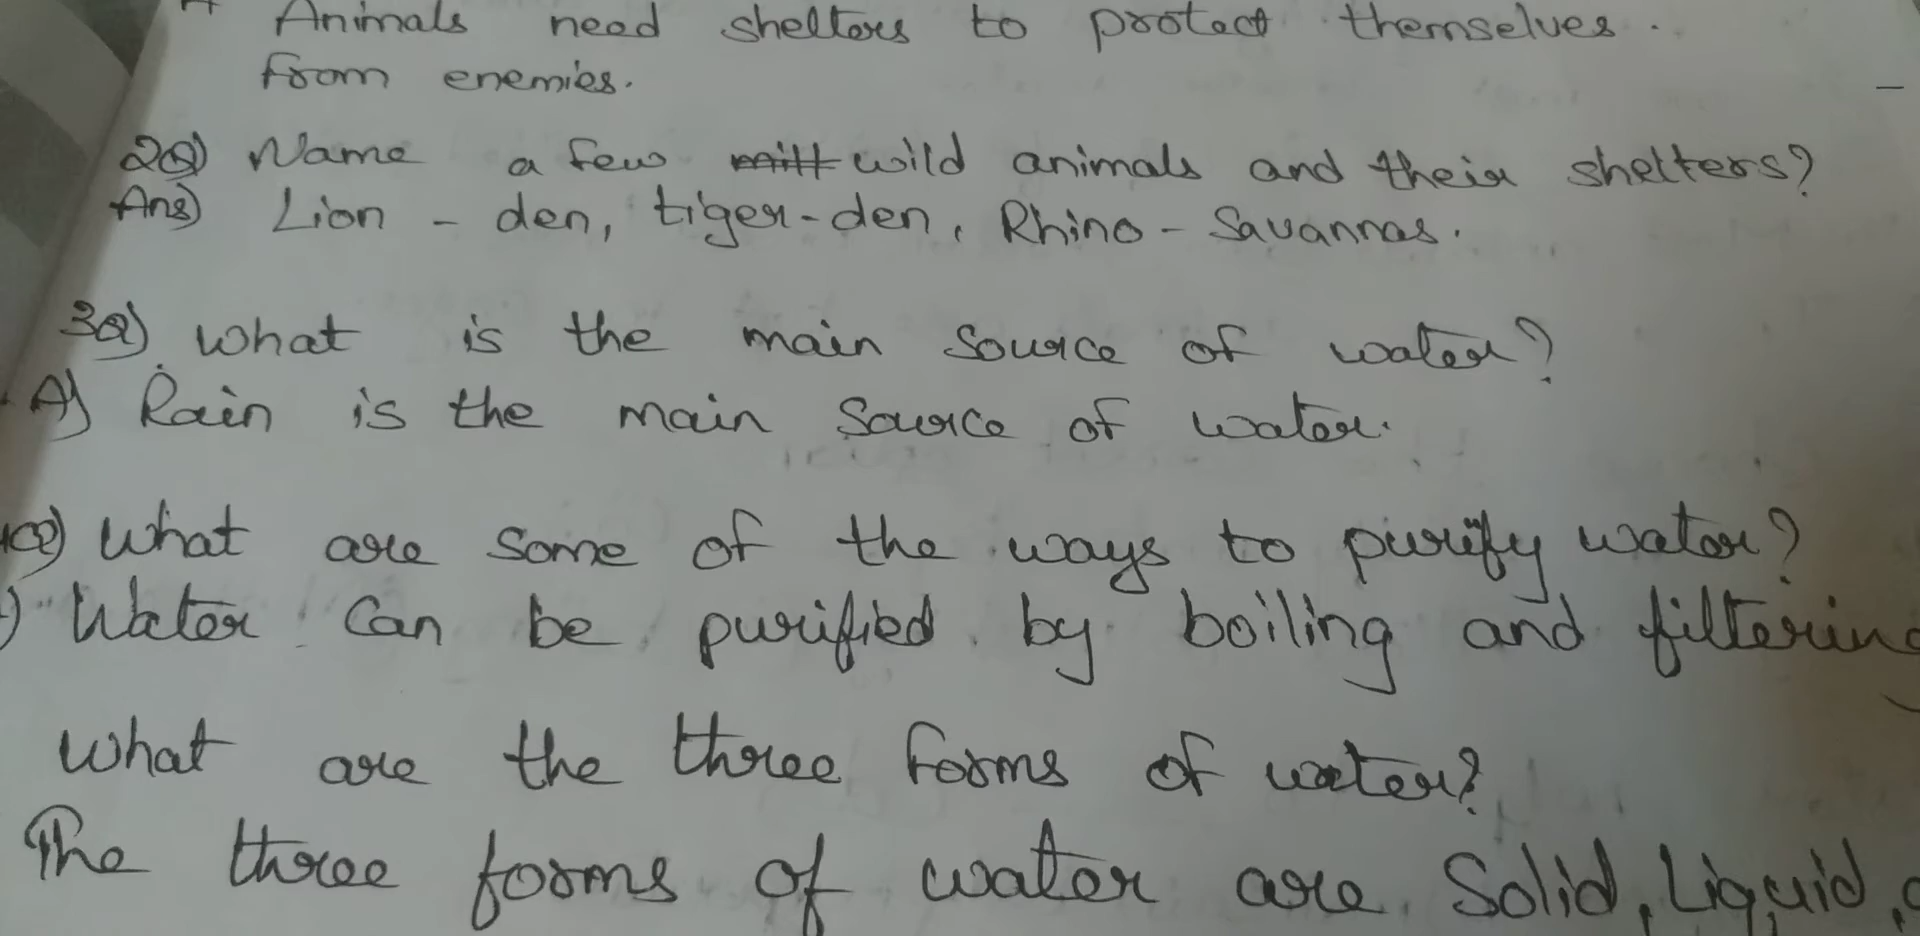 Animals need shelters to protect themselves.
from enemies.
2Q) Name a few wild animals and their shelters?
Ans) Lion - den, tiger-den, Rhino - Savannas.
3Q) What is the main source of water?
A) Rain is the main source of water.
Q) What are some of the ways to purify water?
) Water can be purified by boiling and filtering
What are the three forms of water?
The three forms of water are Solid, Liquid,